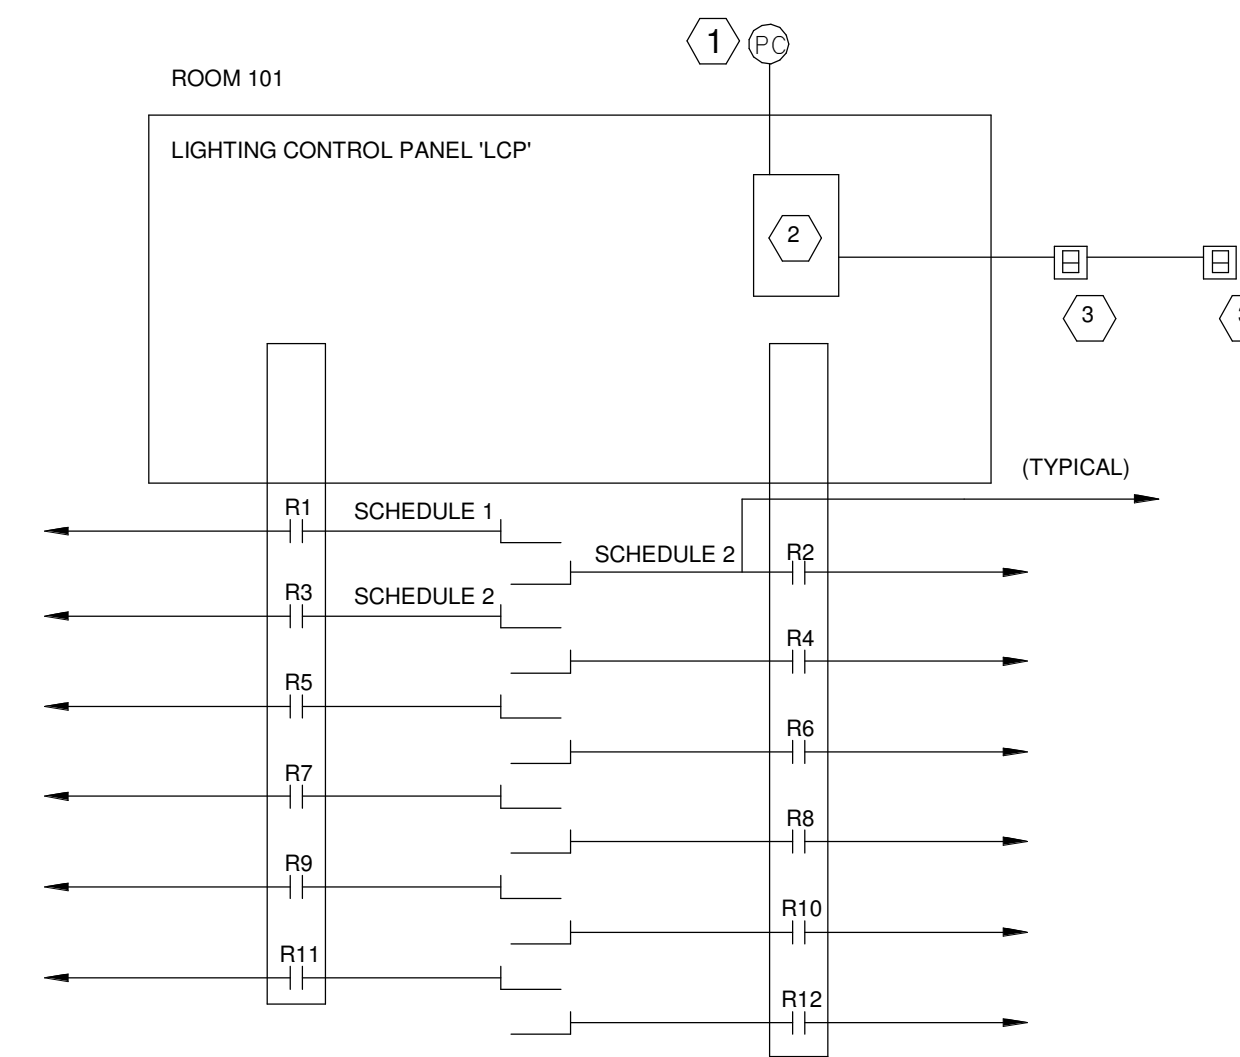 1 PC
ROOM 101
LIGHTING CONTROL PANEL 'LCP'
2
3
(TYPICAL)
R1 SCHEDULE 1
SCHEDULE 2 R2
R3 SCHEDULE 2
R4
R5
R6
R7
R8
R9
R10
R11
R12